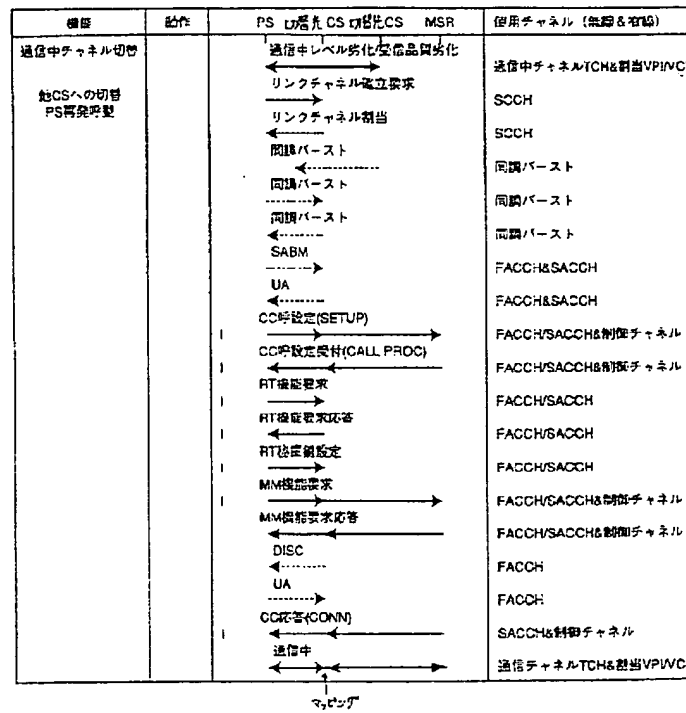 機能 動作 PS 切替先CS 切替元CS MSR 使用チャネル(無線&有線)
通信中チャネル切替 通信中レベル劣化/受信品質劣化
通信中チャネルTCH&割当VPI/VC
他CSへの切替
PS再発呼型
リンクチャネル確立要求
SCCH
リンクチャネル割当
SCCH
同調バースト
同調バースト
同調バースト
同調バースト
同調バースト
同調バースト
SABM
FACCH&SACCH
UA
FACCH&SACCH
CC呼設定(SETUP)
FACCH/SACCH&制御チャネル
CC呼設定受付(CALL PROC)
FACCH/SACCH&制御チャネル
RT機能要求
FACCH/SACCH
RT機能要求応答
FACCH/SACCH
RT秘匿鍵設定
FACCH/SACCH
MM機能要求
FACCH/SACCH&制御チャネル
MM機能要求応答
FACCH/SACCH&制御チャネル
DISC
FACCH
UA
FACCH
CC応答(CONN)
SACCH&制御チャネル
通信中
通信チャネルTCH&割当VPI/VC
マッピング